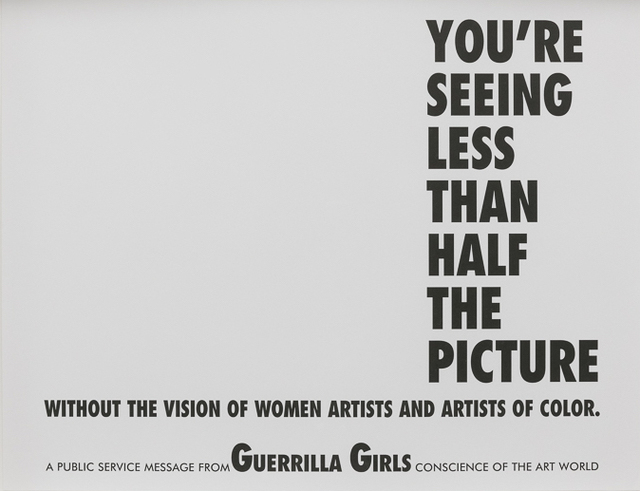 YOU'RE
SEEING
LESS
THAN
HALF
THE
PICTURE
WITHOUT THE VISION OF WOMEN ARTISTS AND ARTISTS OF COLOR.
A PUBLIC SERVICE MESSAGE FROM GUERRILLA GIRLS CONSCIENCE OF THE ART WORLD